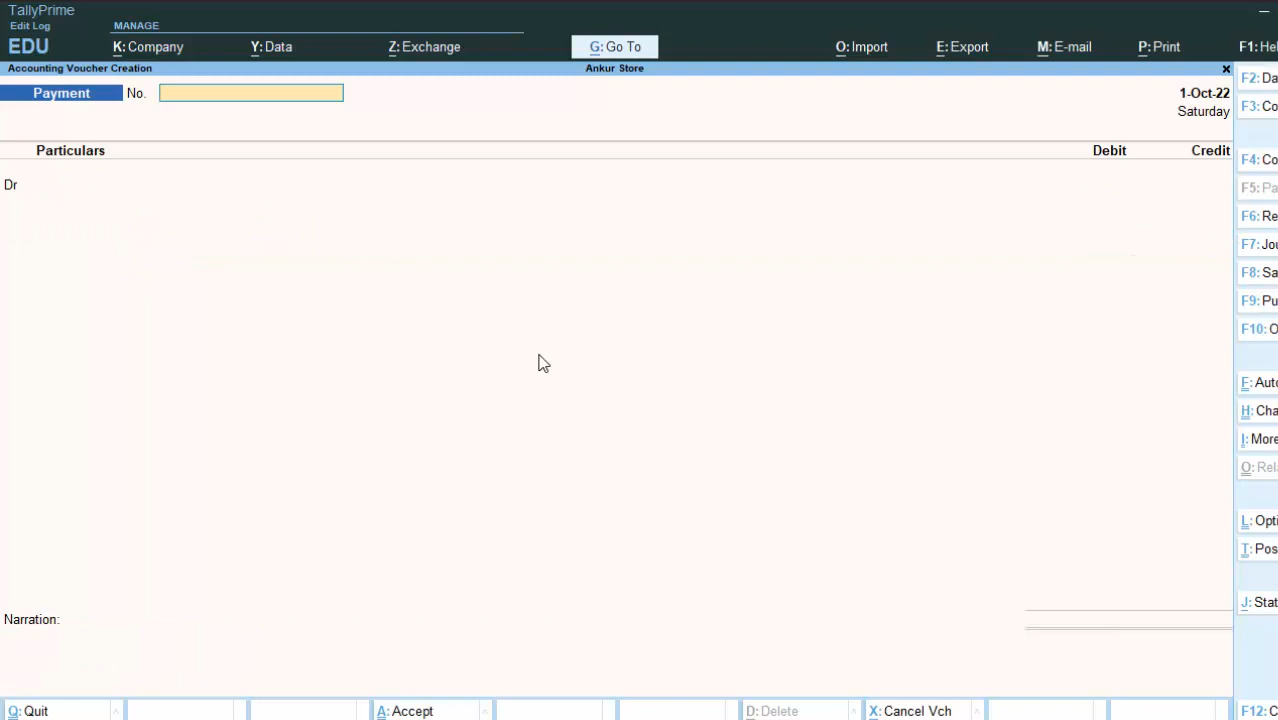 TallyPrime
Edit Log
MANAGE
EDU
K: Company
Y: Data
Z: Exchange
G: Go To
O: Import
E: Export
M: E-mail
P: Print
F1: Hel
Accounting Voucher Creation
Ankur Store
x
F2: Da
Payment No.
1-Oct-22
F3: Co
Saturday
Particulars Debit Credit
F4: Co
Dr
F5: Pa
F6: Re
F7: Jou
F8: Sa
F9: Pu
F10: O
F: Auto
H: Cha
I: More
O: Rela
L: Opti
T: Pos
J: Stat
Narration:
Q: Quit
A: Accept
D: Delete
X: Cancel Vch
F12: C